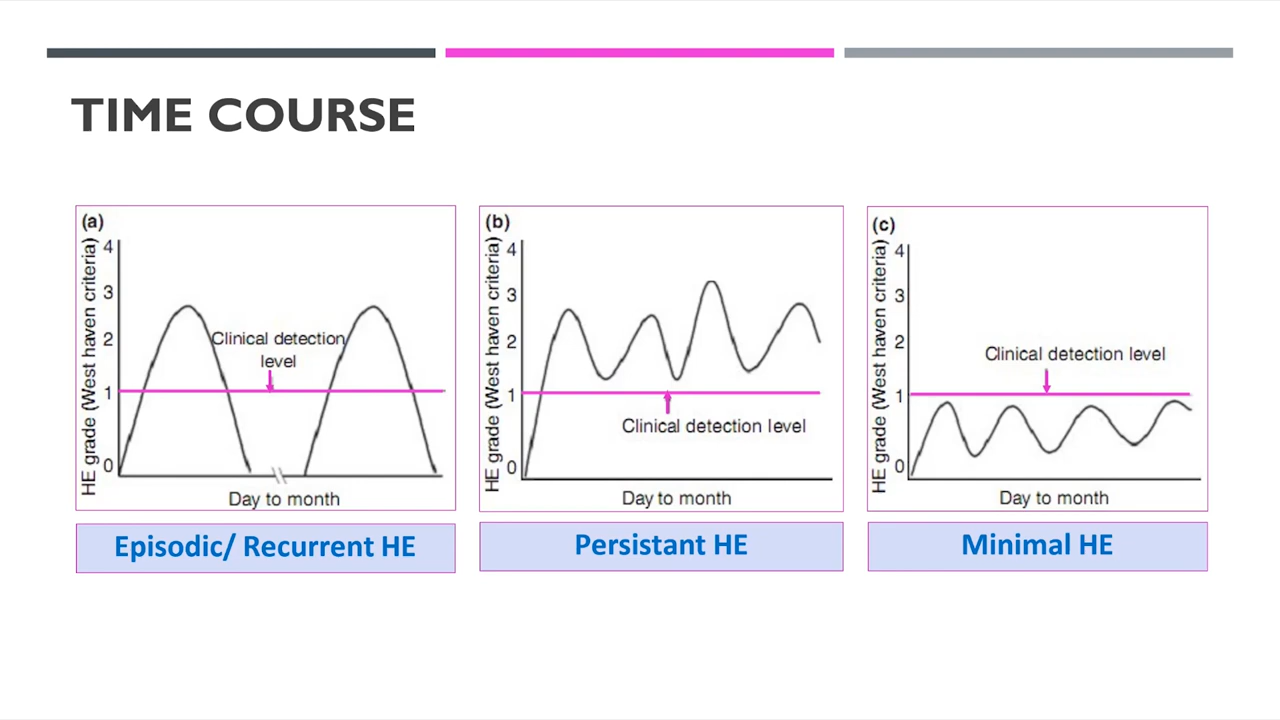 TIME COURSE
(a)
HE grade (West haven criteria)
4
3
2
1
0
Clinical detection
level
Day to month
Episodic/ Recurrent HE
(b)
HE grade (West haven criteria)
4
3
2
1
0
Clinical detection level
Day to month
Persistant HE
(c)
HE grade (West haven criteria)
4
3
2
1
0
Clinical detection level
Day to month
Minimal HE